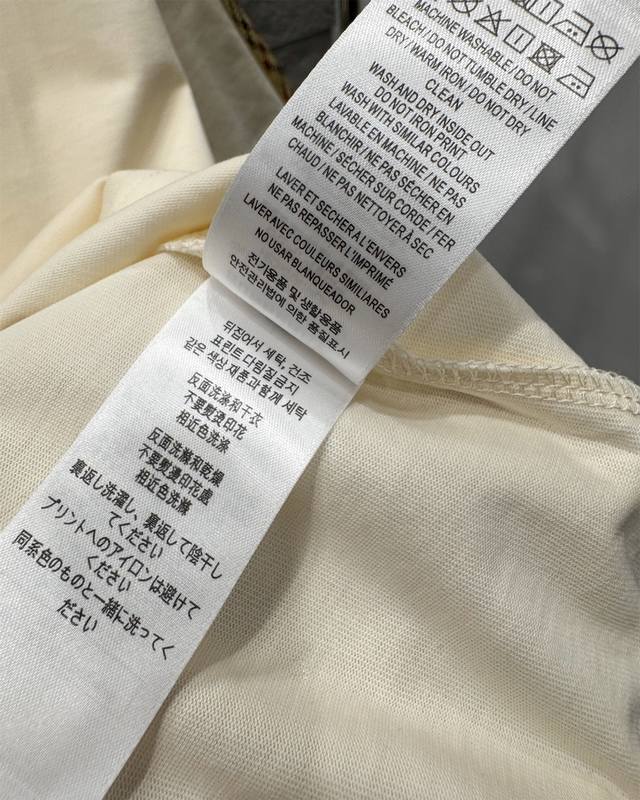 MACHINE WASHABLE / DO NOT
BLEACH / DO NOT TUMBLE DRY / LINE
DRY / WARM IRON / DO NOT DRY
CLEAN
WASH AND DRY INSIDE OUT
DO NOT IRON PRINT
WASH WITH SIMILAR COLOURS
LAVABLE EN MACHINE / NE PAS
BLANCHIR / NE PAS SÉCHER EN
MACHINE / SÉCHER SUR CORDE / FER
CHAUD / NE PAS NETTOYER À SEC
LAVER ET SECHER A L'ENVERS
NE PAS REPASSER L'IMPRIMÉ
LAVER AVEC COULEURS SIMILIARES
NO USAR BLANQUEADOR
전기용품 및 생활용품
안전관리법에 의한 품질표시
뒤집어서 세탁, 건조
프린트 다림질금지
같은 색상 재품과 함께 세탁
反面洗涤和干衣
不要熨烫印花
相近色洗涤
反面洗滌和乾燥
不要熨燙印花處
相近色洗滌
裏返し洗濯し、裏返して陰干し
てください
プリントへのアイロンは避けて
ください
同系色のものと一緒に洗ってく
ださい